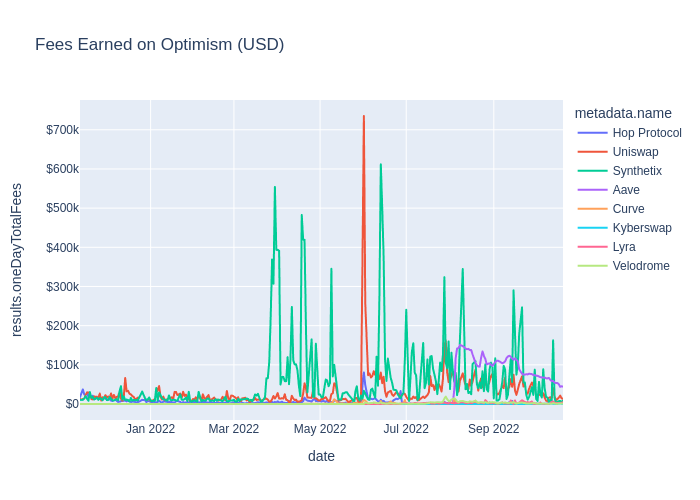 Fees Earned on Optimism (USD)
metadata.name
Hop Protocol
Uniswap
Synthetix
Aave
Curve
Kyberswap
Lyra
Velodrome
results.oneDayTotalFees
$700k
$600k
$500k
$400k
$300k
$200k
$100k
$0
Jan 2022
Mar 2022
May 2022
Jul 2022
Sep 2022
date